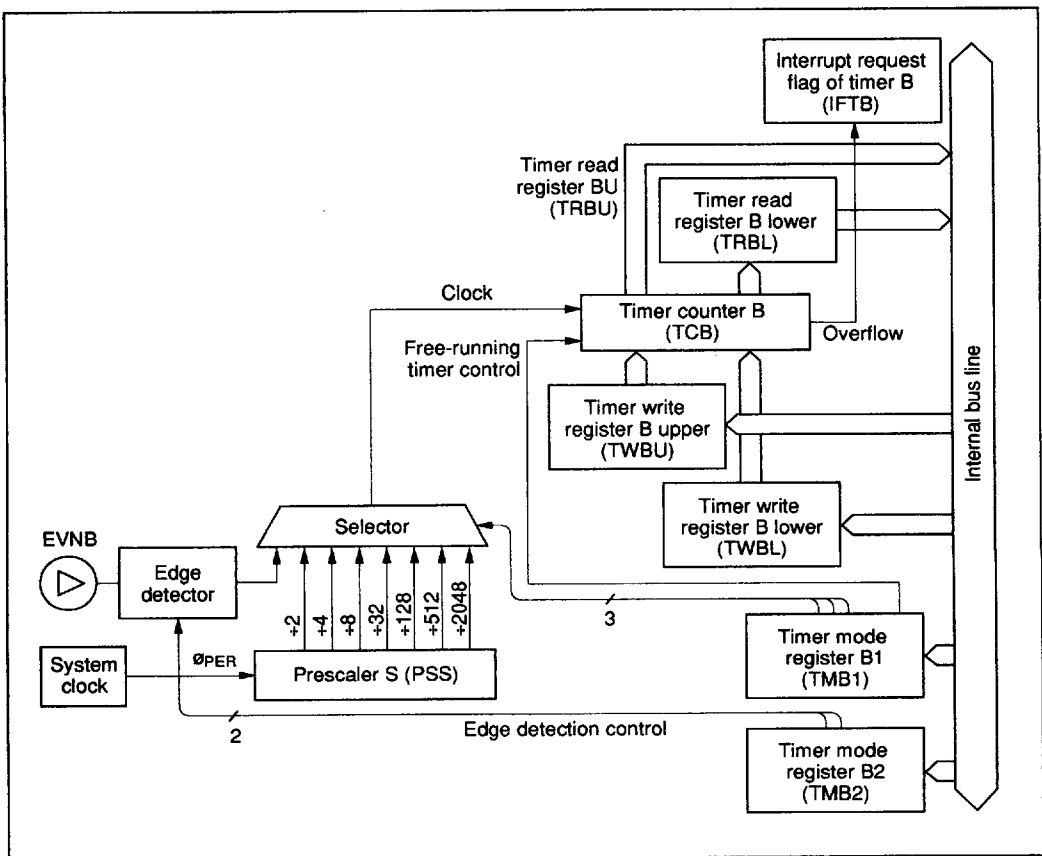 Interrupt request
flag of timer B
(IFTB)
Timer read
register BU
(TRBU)
Timer read
register B lower
(TRBL)
Clock
Timer counter B
(TCB)
Overflow
Free-running
timer control
Timer write
register B upper
(TWBU)
Internal bus line
Timer write
register B lower
(TWBL)
Selector
EVNB
Edge
detector
÷2
÷4
÷8
÷32
÷128
÷512
÷2048
3
Timer mode
register B1
(TMB1)
System
clock
øPER
Prescaler S (PSS)
2
Edge detection control
Timer mode
register B2
(TMB2)